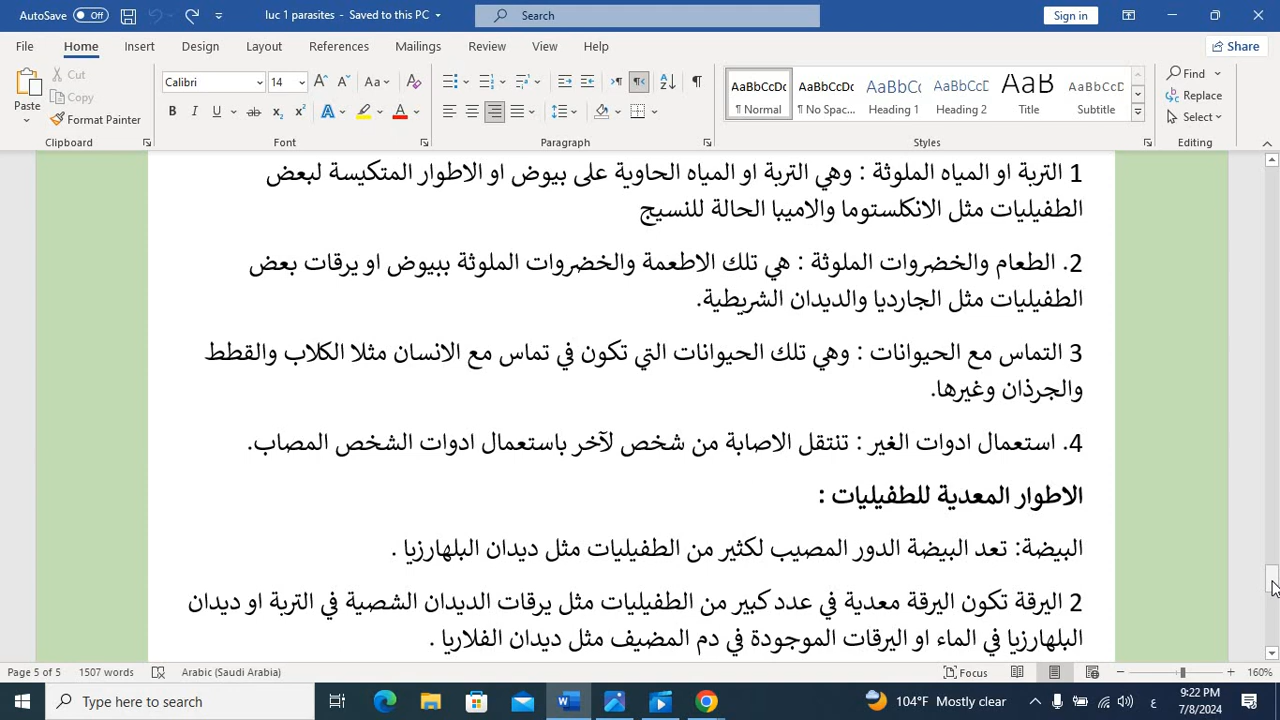 AutoSave Off luc 1 parasites - Saved to this PC Search Sign in
File Home Insert Design Layout References Mailings Review View Help Share
Paste Cut Copy Format Painter Clipboard
Calibri 14 Font
Paragraph
AaBbCcDc ¶ Normal AaBbCcDc ¶ No Spac... AaBbCc Heading 1 AaBbCcD Heading 2 AaB Title AaBbCcD Subtitle Styles
Find Replace Select Editing
1 التربة او المياه الملوثة : وهي التربة او المياه الحاوية على بيوض او الاطوار المتكيسة لبعض
الطفيليات مثل الانكلستوما والاميبا الحالة للنسيج
2. الطعام والخضروات الملوثة : هي تلك الاطعمة والخضروات الملوثة ببيوض او يرقات بعض
الطفيليات مثل الجارديا والديدان الشريطية.
3 التماس مع الحيوانات : وهي تلك الحيوانات التي تكون في تماس مع الانسان مثلا الكلاب والقطط
والجرذان وغيرها.
4. استعمال ادوات الغير : تنتقل الاصابة من شخص لآخر باستعمال ادوات الشخص المصاب.
الاطوار المعدية للطفيليات :
البيضة: تعد البيضة الدور المصيب لكثير من الطفيليات مثل ديدان البلهارزيا .
2 اليرقة تكون اليرقة معدية في عدد كبير من الطفيليات مثل يرقات الديدان الشصية في التربة او ديدان
البلهارزيا في الماء او اليرقات الموجودة في دم المضيف مثل ديدان الفلاريا .
Page 5 of 5 1507 words Arabic (Saudi Arabia) Focus 160%
Type here to search 104°F Mostly clear ع 9:22 PM
7/8/2024